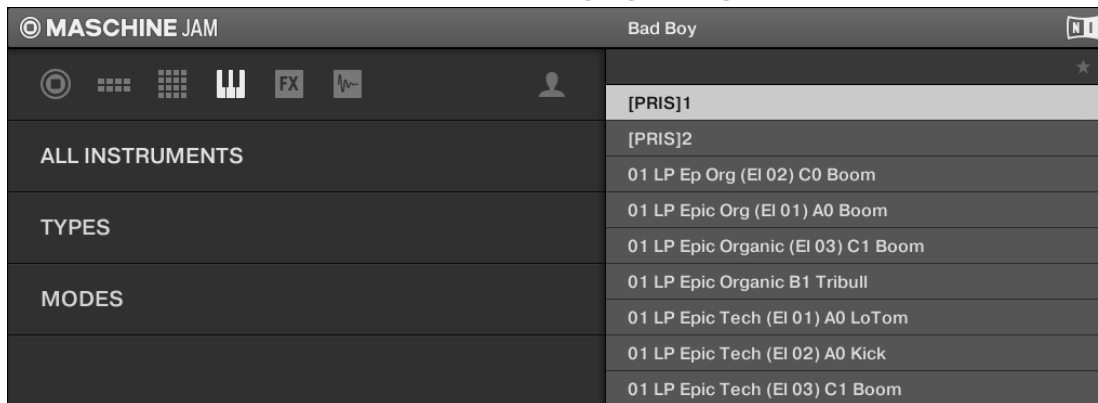 MASCHINE JAM
Bad Boy
NI
FX
ALL INSTRUMENTS
TYPES
MODES
[PRIS]1
[PRIS]2
01 LP Ep Org (El 02) C0 Boom
01 LP Epic Org (El 01) A0 Boom
01 LP Epic Organic (El 03) C1 Boom
01 LP Epic Organic B1 Tribull
01 LP Epic Tech (El 01) A0 LoTom
01 LP Epic Tech (El 02) A0 Kick
01 LP Epic Tech (El 03) C1 Boom